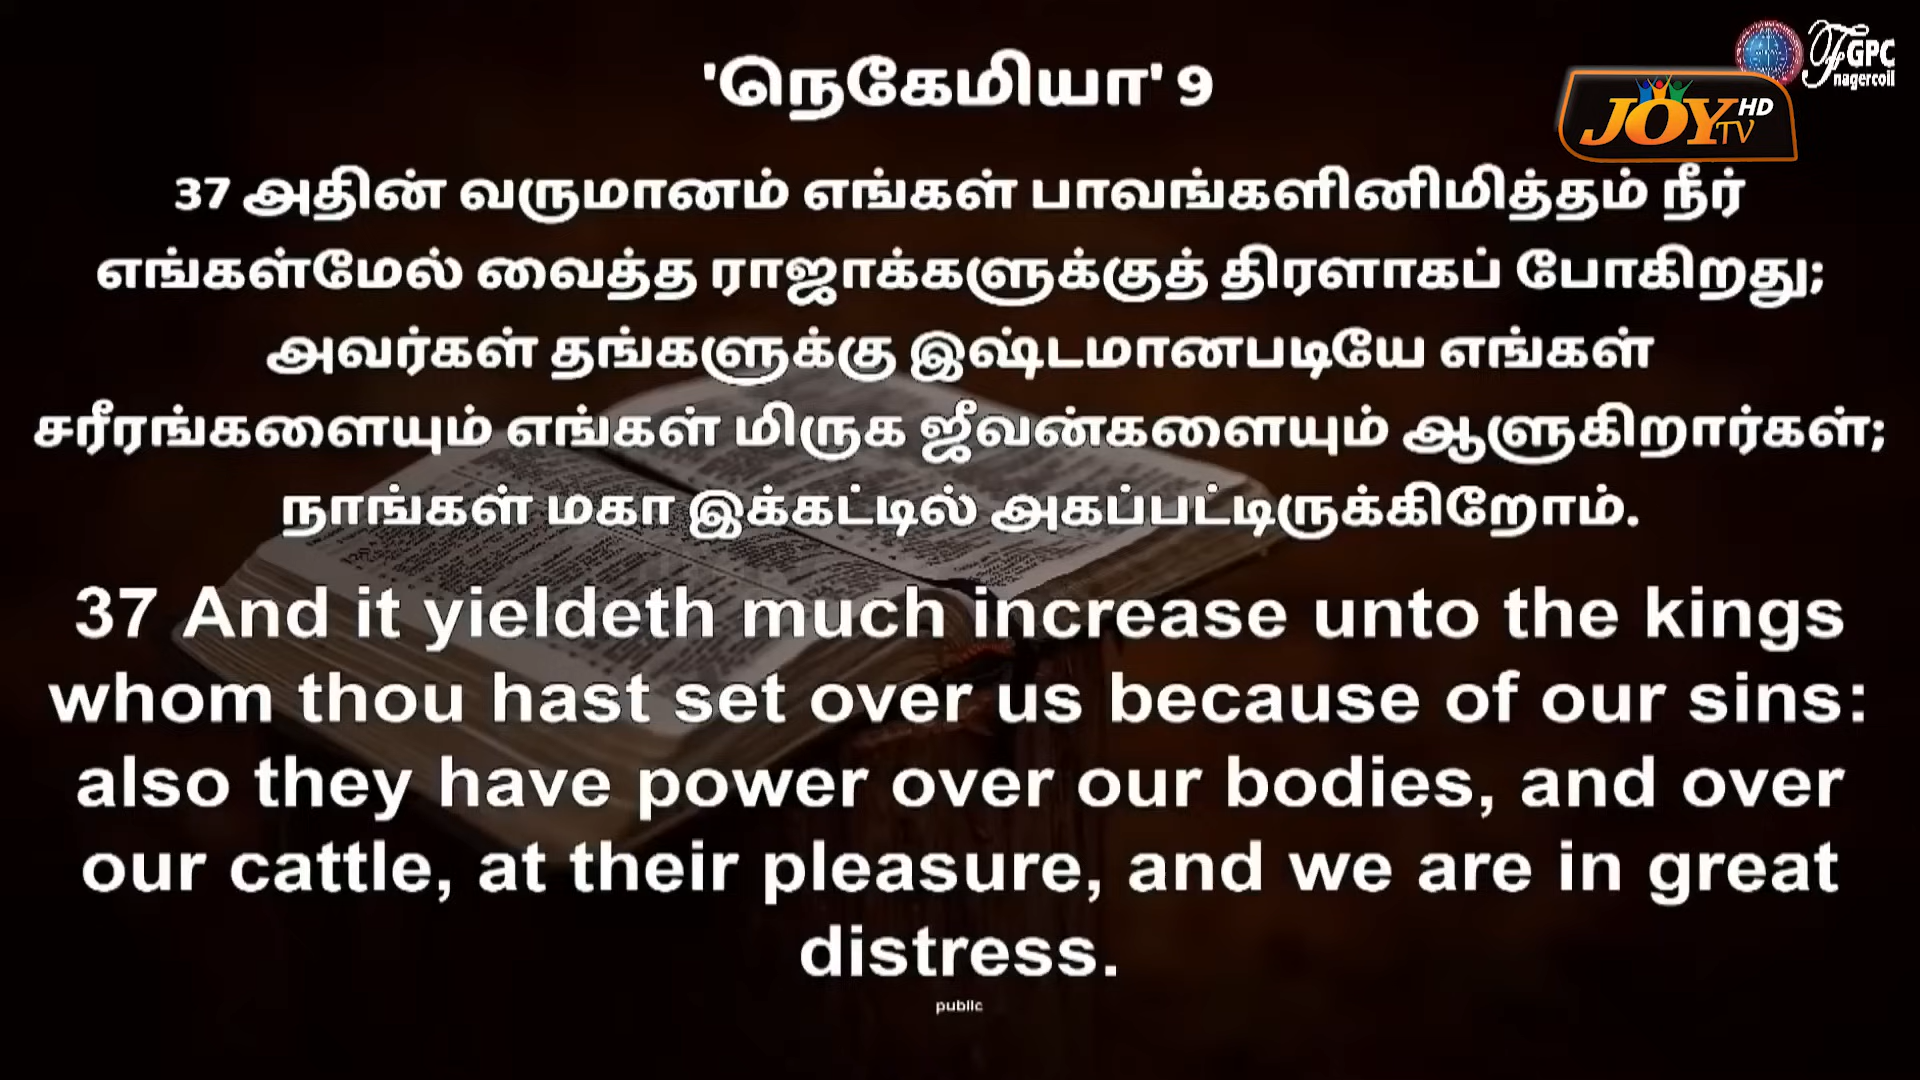 'நெகேமியா' 9
FGPC
nagercoil
JOY TV HD
37 அதின் வருமானம் எங்கள் பாவங்களினிமித்தம் நீர்
எங்கள்மேல் வைத்த ராஜாக்களுக்குத் திரளாகப் போகிறது;
அவர்கள் தங்களுக்கு இஷ்டமானபடியே எங்கள்
சரீரங்களையும் எங்கள் மிருக ஜீவன்களையும் ஆளுகிறார்கள்;
நாங்கள் மகா இக்கட்டில் அகப்பட்டிருக்கிறோம்.
37 And it yieldeth much increase unto the kings
whom thou hast set over us because of our sins:
also they have power over our bodies, and over
our cattle, at their pleasure, and we are in great
distress.
public